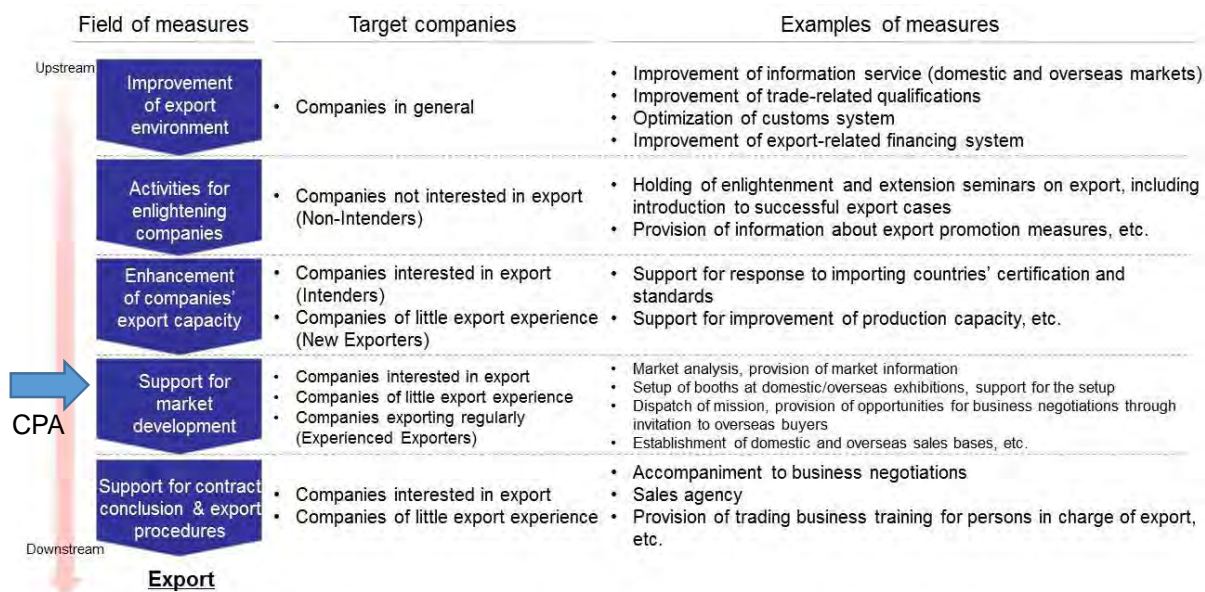 Field of measures
Target companies
Examples of measures
Upstream
Improvement
of export
environment
• Companies in general
• Improvement of information service (domestic and overseas markets)
• Improvement of trade-related qualifications
• Optimization of customs system
• Improvement of export-related financing system
Activities for
enlightening
companies
• Companies not interested in export
(Non-Intenders)
• Holding of enlightenment and extension seminars on export, including
introduction to successful export cases
• Provision of information about export promotion measures, etc.
Enhancement
of companies’
export capacity
• Companies interested in export
(Intenders)
• Companies of little export experience
(New Exporters)
• Support for response to importing countries’ certification and
standards
• Support for improvement of production capacity, etc.
CPA
Support for
market
development
• Companies interested in export
• Companies of little export experience
• Companies exporting regularly
(Experienced Exporters)
• Market analysis, provision of market information
• Setup of booths at domestic/overseas exhibitions, support for the setup
• Dispatch of mission, provision of opportunities for business negotiations through
invitation to overseas buyers
• Establishment of domestic and overseas sales bases, etc.
Support for contract
conclusion & export
procedures
• Companies interested in export
• Companies of little export experience
• Accompaniment to business negotiations
• Sales agency
• Provision of trading business training for persons in charge of export,
etc.
Downstream
Export